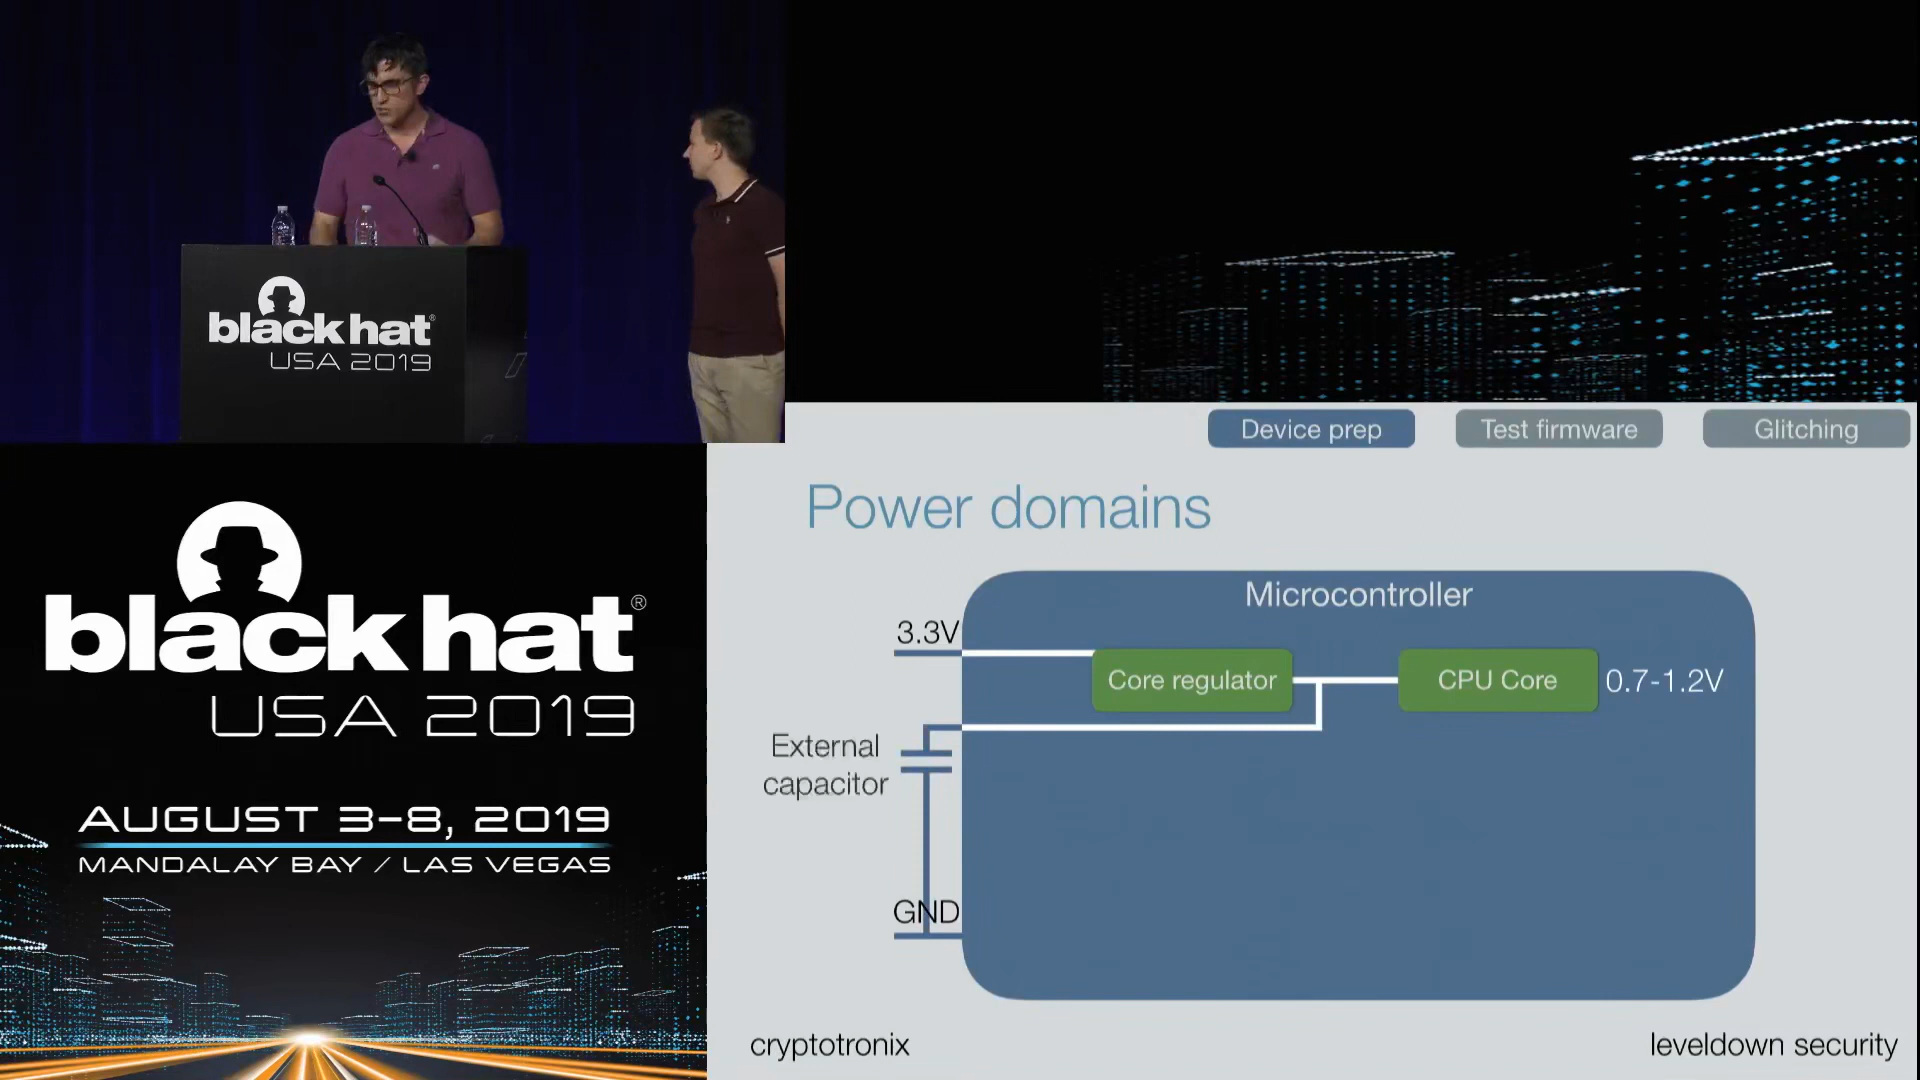 black hat®
USA 2019
black hat®
USA 2019
AUGUST 3-8, 2019
MANDALAY BAY / LAS VEGAS
Device prep
Test firmware
Glitching
Power domains
Microcontroller
3.3V
Core regulator
CPU Core
0.7-1.2V
External
capacitor
GND
cryptotronix
leveldown security